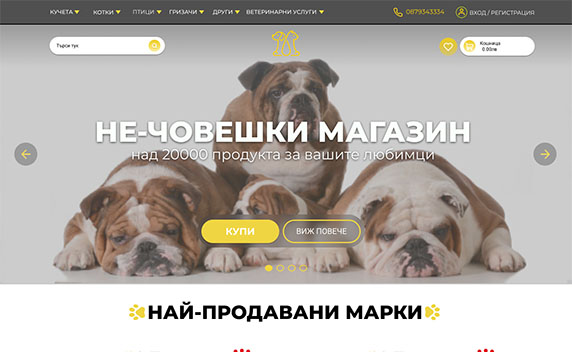 КУЧЕТА
КОТКИ
ПТИЦИ
ГРИЗАЧИ
ДРУГИ
ВЕТЕРИНАРНИ УСЛУГИ
0879343334
ВХОД / РЕГИСТРАЦИЯ
Търси тук
Кошница
0.00лв
НЕ-ЧОВЕШКИ МАГАЗИН
над 20000 продукта за вашите любимци
КУПИ
ВИЖ ПОВЕЧЕ
НАЙ-ПРОДАВАНИ МАРКИ